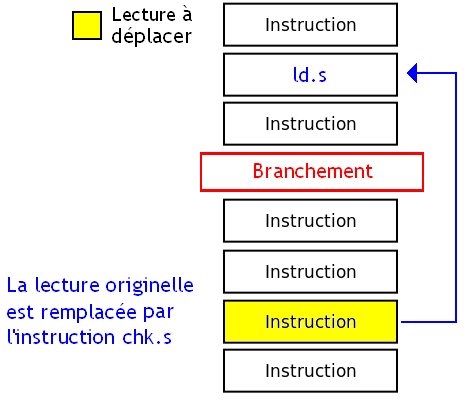 Lecture à
déplacer
Instruction
ld.s
Instruction
Branchement
Instruction
Instruction
La lecture originelle
est remplacée par
l'instruction chk.s
Instruction
Instruction